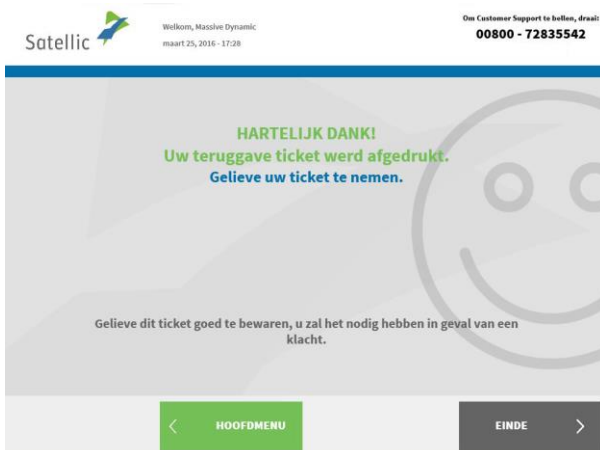 Satellic
Welkom, Massive Dynamic
maart 25, 2016 - 17:28
Om Customer Support te bellen, draai:
00800 - 72835542
HARTELIJK DANK!
Uw teruggave ticket werd afgedrukt.
Gelieve uw ticket te nemen.
Gelieve dit ticket goed te bewaren, u zal het nodig hebben in geval van een
klacht.
HOOFDMENU
EINDE